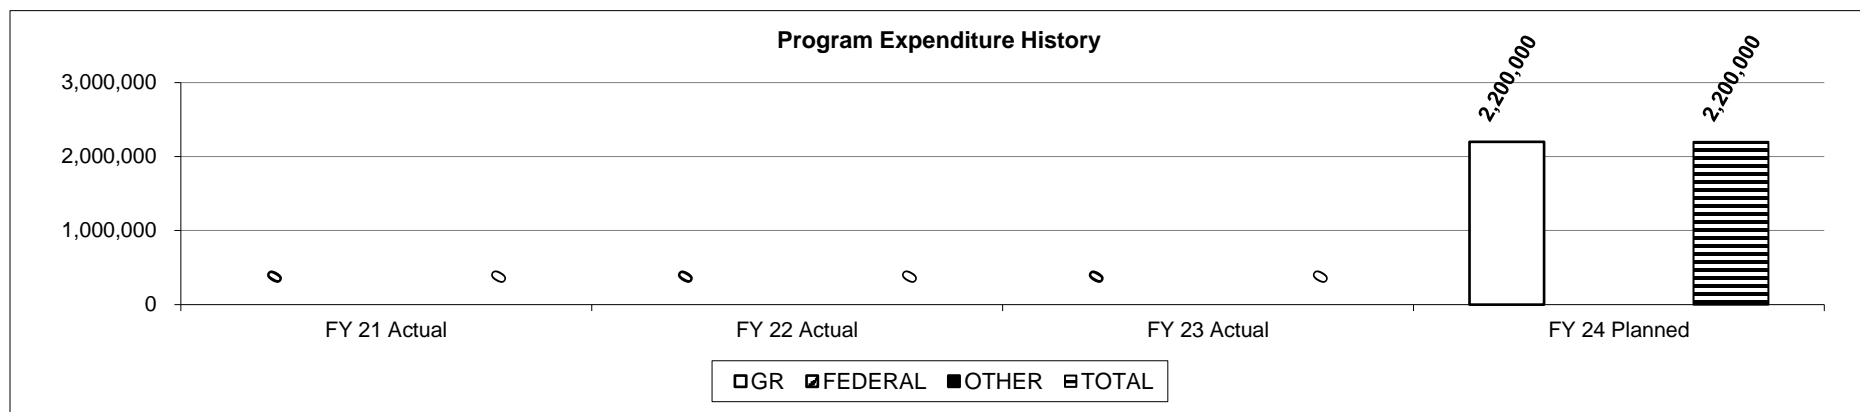 Program Expenditure History
2,200,000 2,200,000
3,000,000
2,000,000
1,000,000
0 0 0 0 0 0
0
FY 21 Actual FY 22 Actual FY 23 Actual FY 24 Planned
GR FEDERAL OTHER TOTAL